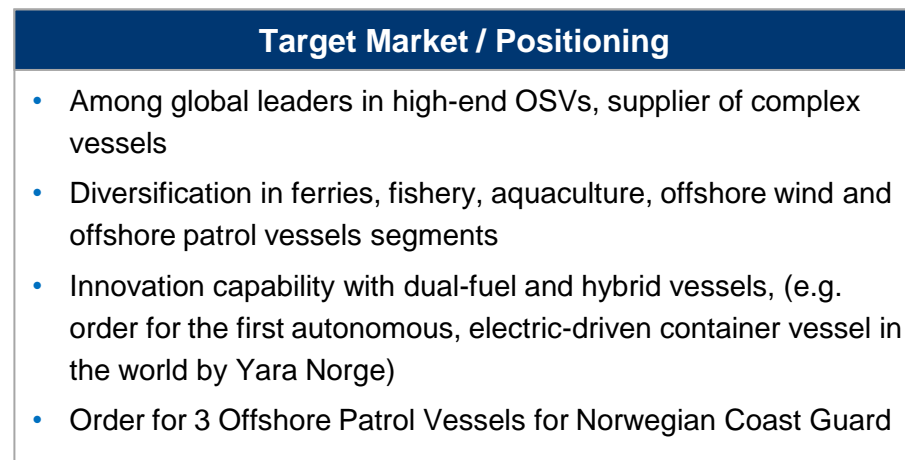 Target Market / Positioning
• Among global leaders in high-end OSVs, supplier of complex
vessels
• Diversification in ferries, fishery, aquaculture, offshore wind and
offshore patrol vessels segments
• Innovation capability with dual-fuel and hybrid vessels, (e.g.
order for the first autonomous, electric-driven container vessel in
the world by Yara Norge)
• Order for 3 Offshore Patrol Vessels for Norwegian Coast Guard